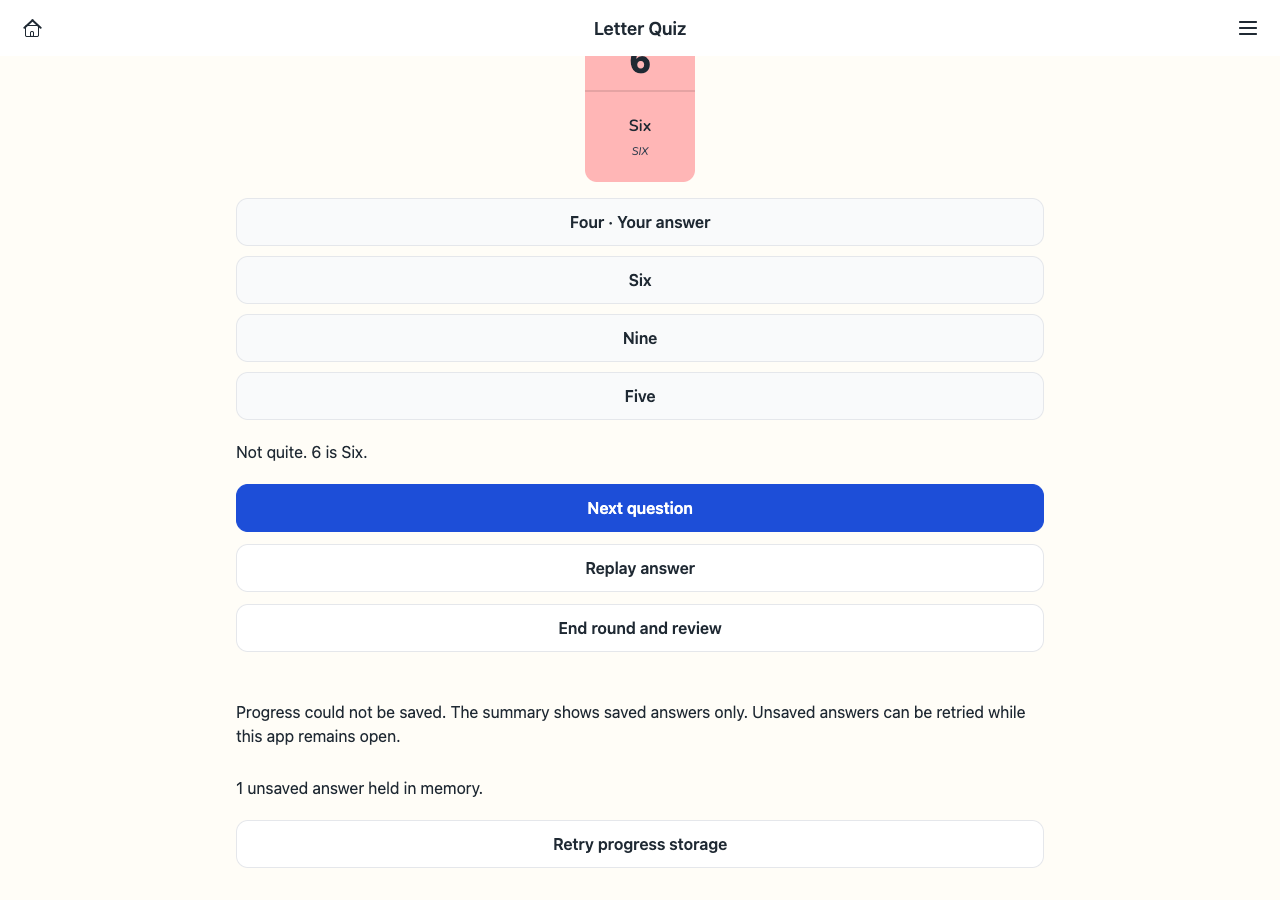 Letter Quiz
6
Six
SIX
Four · Your answer
Six
Nine
Five
Not quite. 6 is Six.
Next question
Replay answer
End round and review
Progress could not be saved. The summary shows saved answers only. Unsaved answers can be retried while
this app remains open.
1 unsaved answer held in memory.
Retry progress storage